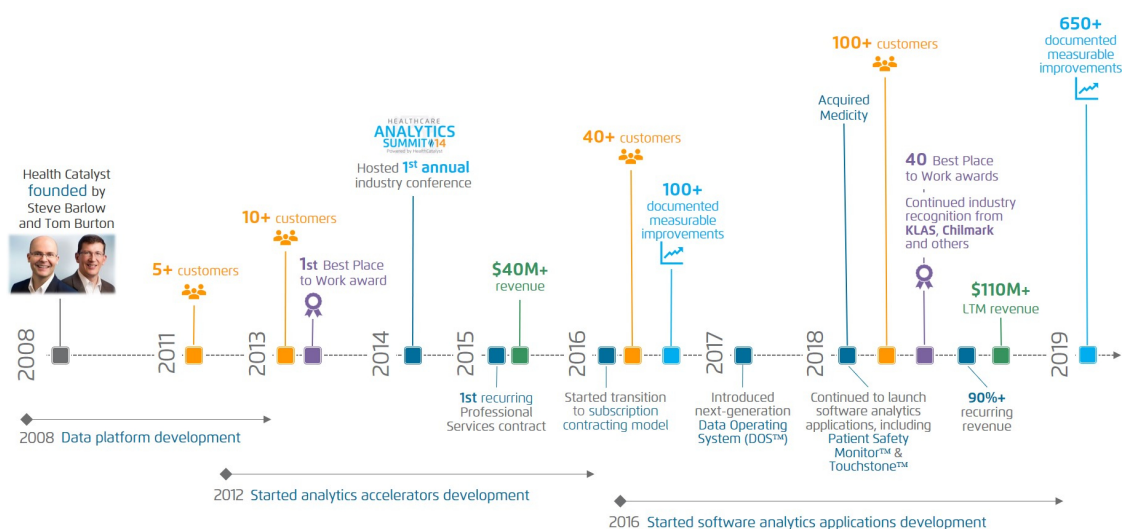 Health Catalyst
founded by
Steve Barlow
and Tom Burton
5+ customers
10+ customers
1st Best Place
to Work award
HEALTHCARE
ANALYTICS
SUMMIT 14
Powered by HealthCatalyst
Hosted 1st annual
industry conference
$40M+
revenue
40+ customers
100+
documented
measurable
improvements
Acquired
Medicity
100+ customers
40 Best Place
to Work awards
Continued industry
recognition from
KLAS, Chilmark
and others
$110M+
LTM revenue
650+
documented
measurable
improvements
2008
2011
2013
2014
2015
2016
2017
2018
2019
1st recurring
Professional
Services contract
Started transition
to subscription
contracting model
Introduced
next-generation
Data Operating
System (DOS™)
Continued to launch
software analytics
applications, including
Patient Safety
Monitor™ &
Touchstone™
90%+
recurring
revenue
2008 Data platform development
2012 Started analytics accelerators development
2016 Started software analytics applications development